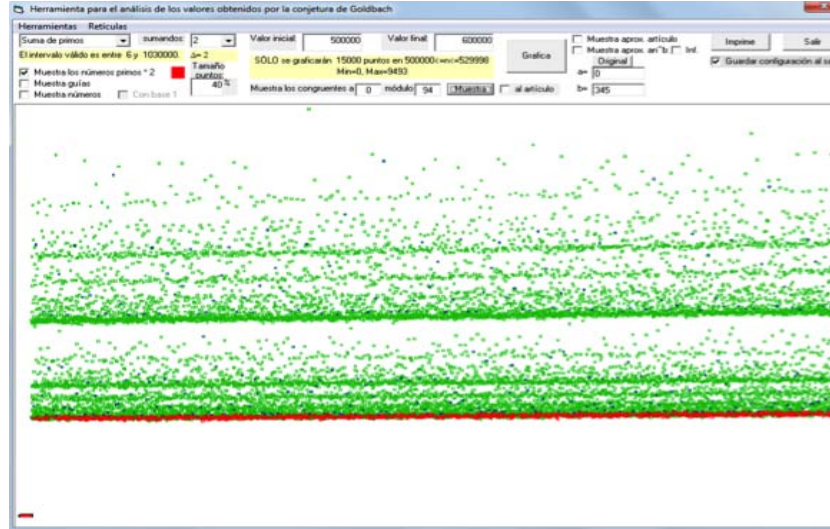 Herramienta para el análisis de los valores obtenidos por la conjetura de Goldbach
Herramientas Retículas
Suma de primos sumandos: 2 Valor inicial: 500000 Valor final: 600000 Muestra aprox. artículo Imprime Salir
El intervalo válido es entre 6 y 1030000. Δ= 2 SÓLO se graficarán 15000 puntos en 500000<=n<=529998 Grafica Muestra aprox. an^b: Inf.
Min=0, Max=9493 Original Guardar configuración al
Muestra los números primos * 2 Tamaño puntos: a= 0
Muestra guías 40 % Muestra los congruentes a 0 módulo 94 Muestra al artículo b= 345
Muestra números Con base 1